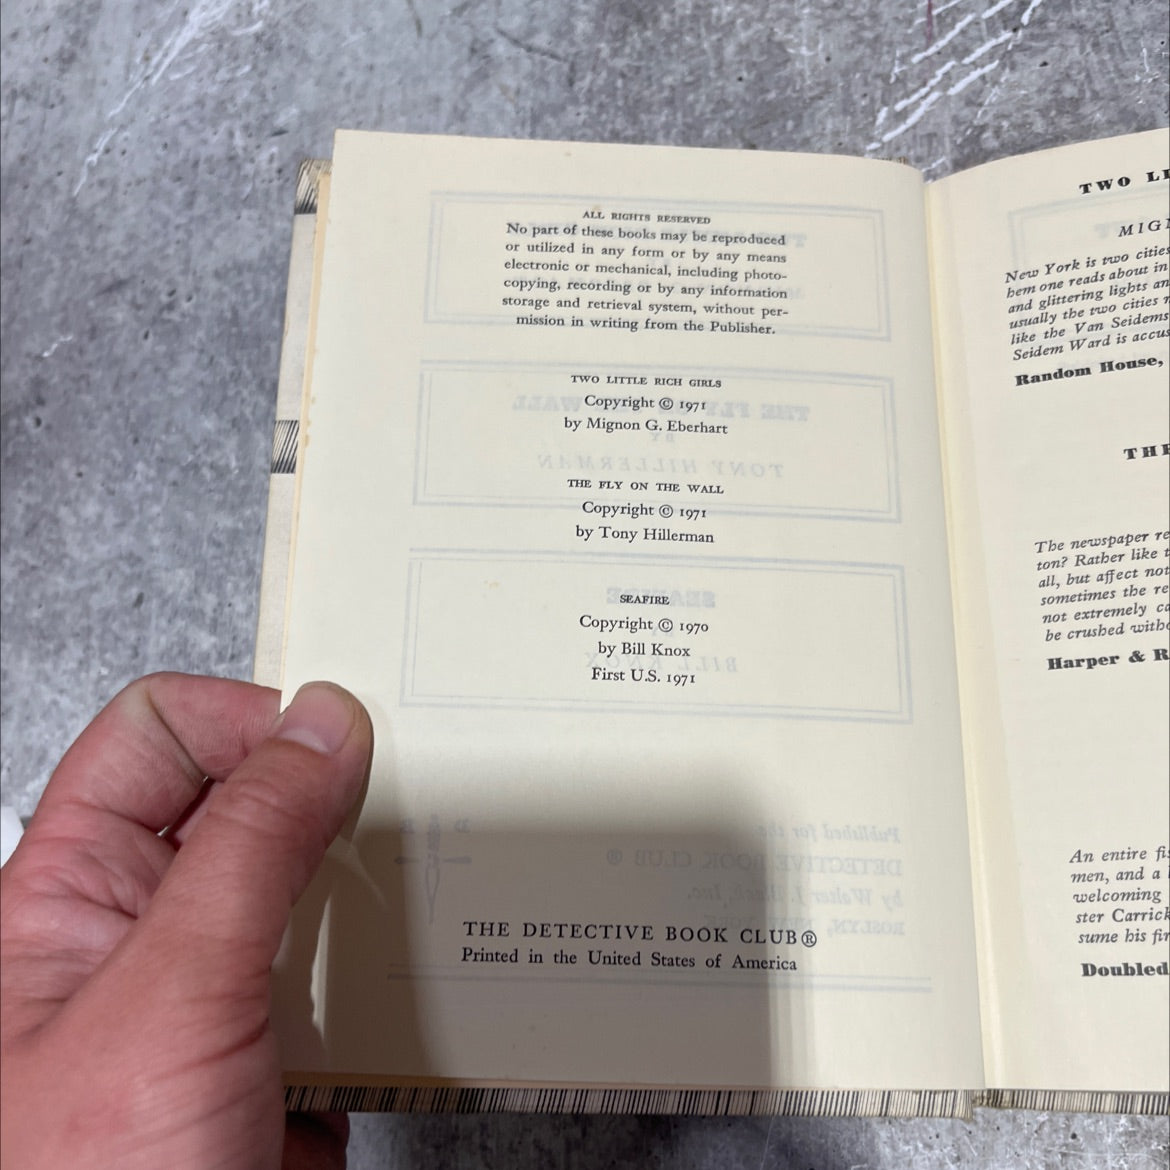 ALL RIGHTS RESERVED
No part of these books may be reproduced
or utilized in any form or by any means
electronic or mechanical, including photo-
copying, recording or by any information
storage and retrieval system, without per-
mission in writing from the Publisher.
TWO LITTLE RICH GIRLS
Copyright © 1971
by Mignon G. Eberhart
THE FLY ON THE WALL
Copyright © 1971
by Tony Hillerman
SEAFIRE
Copyright © 1970
by Bill Knox
First U.S. 1971
THE DETECTIVE BOOK CLUB®
Printed in the United States of America
TWO LI
MIGN
New York is two cities
hem one reads about in
and glittering lights an
usually the two cities
like the Van Seidems
Seidem Ward is accus
Random House,
THE
The newspaper re
ton? Rather like t
all, but affect not
sometimes the re
not extremely ca
be crushed witho
Harper & R
An entire fis
men, and a
welcoming
ster Carrick
sume his fir
Doubled